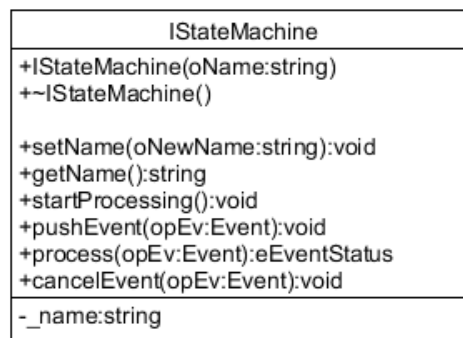 IStateMachine
+IStateMachine(oName:string)
+~IStateMachine()
+setName(oNewName:string):void
+getName():string
+startProcessing():void
+pushEvent(opEv:Event):void
+process(opEv:Event):eEventStatus
+cancelEvent(opEv:Event):void
-_name:string